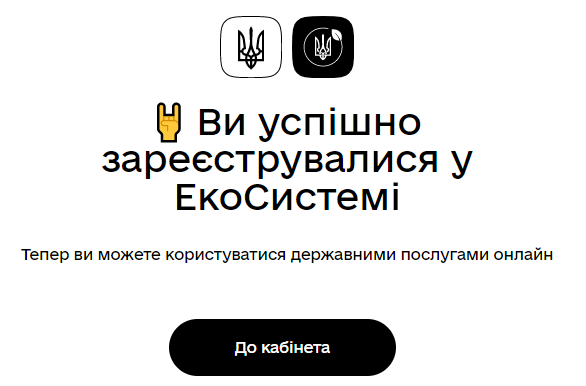 🤘 Ви успішно
зареєструвалися у
ЕкоСистемі
Тепер ви можете користуватися державними послугами онлайн
До кабінета